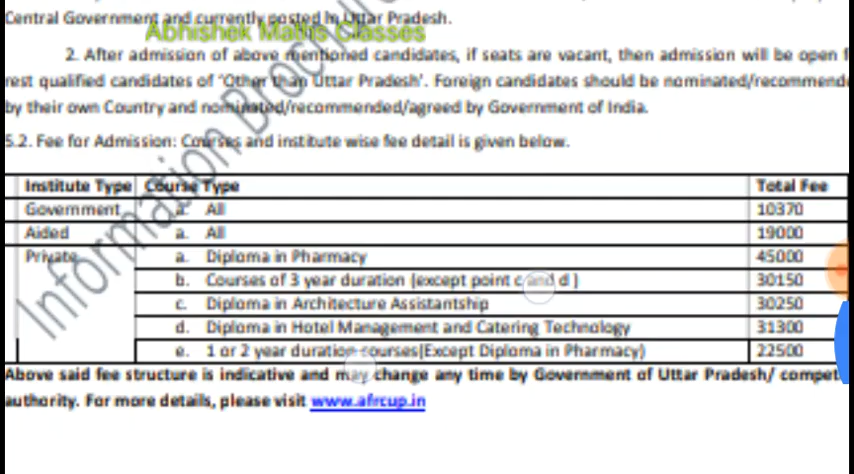 Central Government and currently posted in Uttar Pradesh.
Abhishek Maths Classes
2. After admission of above mentioned candidates, if seats are vacant, then admission will be open f
rest qualified candidates of 'Other than Uttar Pradesh'. Foreign candidates should be nominated/recommend
by their own Country and nominated/recommended/agreed by Government of India.
5.2. Fee for Admission: Courses and institute wise fee detail is given below.
Institute Type Course Type Total Fee
Government a. All 10370
Aided a. All 19000
Private a. Diploma in Pharmacy 45000
b. Courses of 3 year duration (except point c and d ) 30150
c. Diploma in Architecture Assistantship 30250
d. Diploma in Hotel Management and Catering Technology 31300
e. 1 or 2 year duration courses(Except Diploma in Pharmacy) 22500
Above said fee structure is indicative and may change any time by Government of Uttar Pradesh/ compet
authority. For more details, please visit www.afrcup.in
Information Brochure